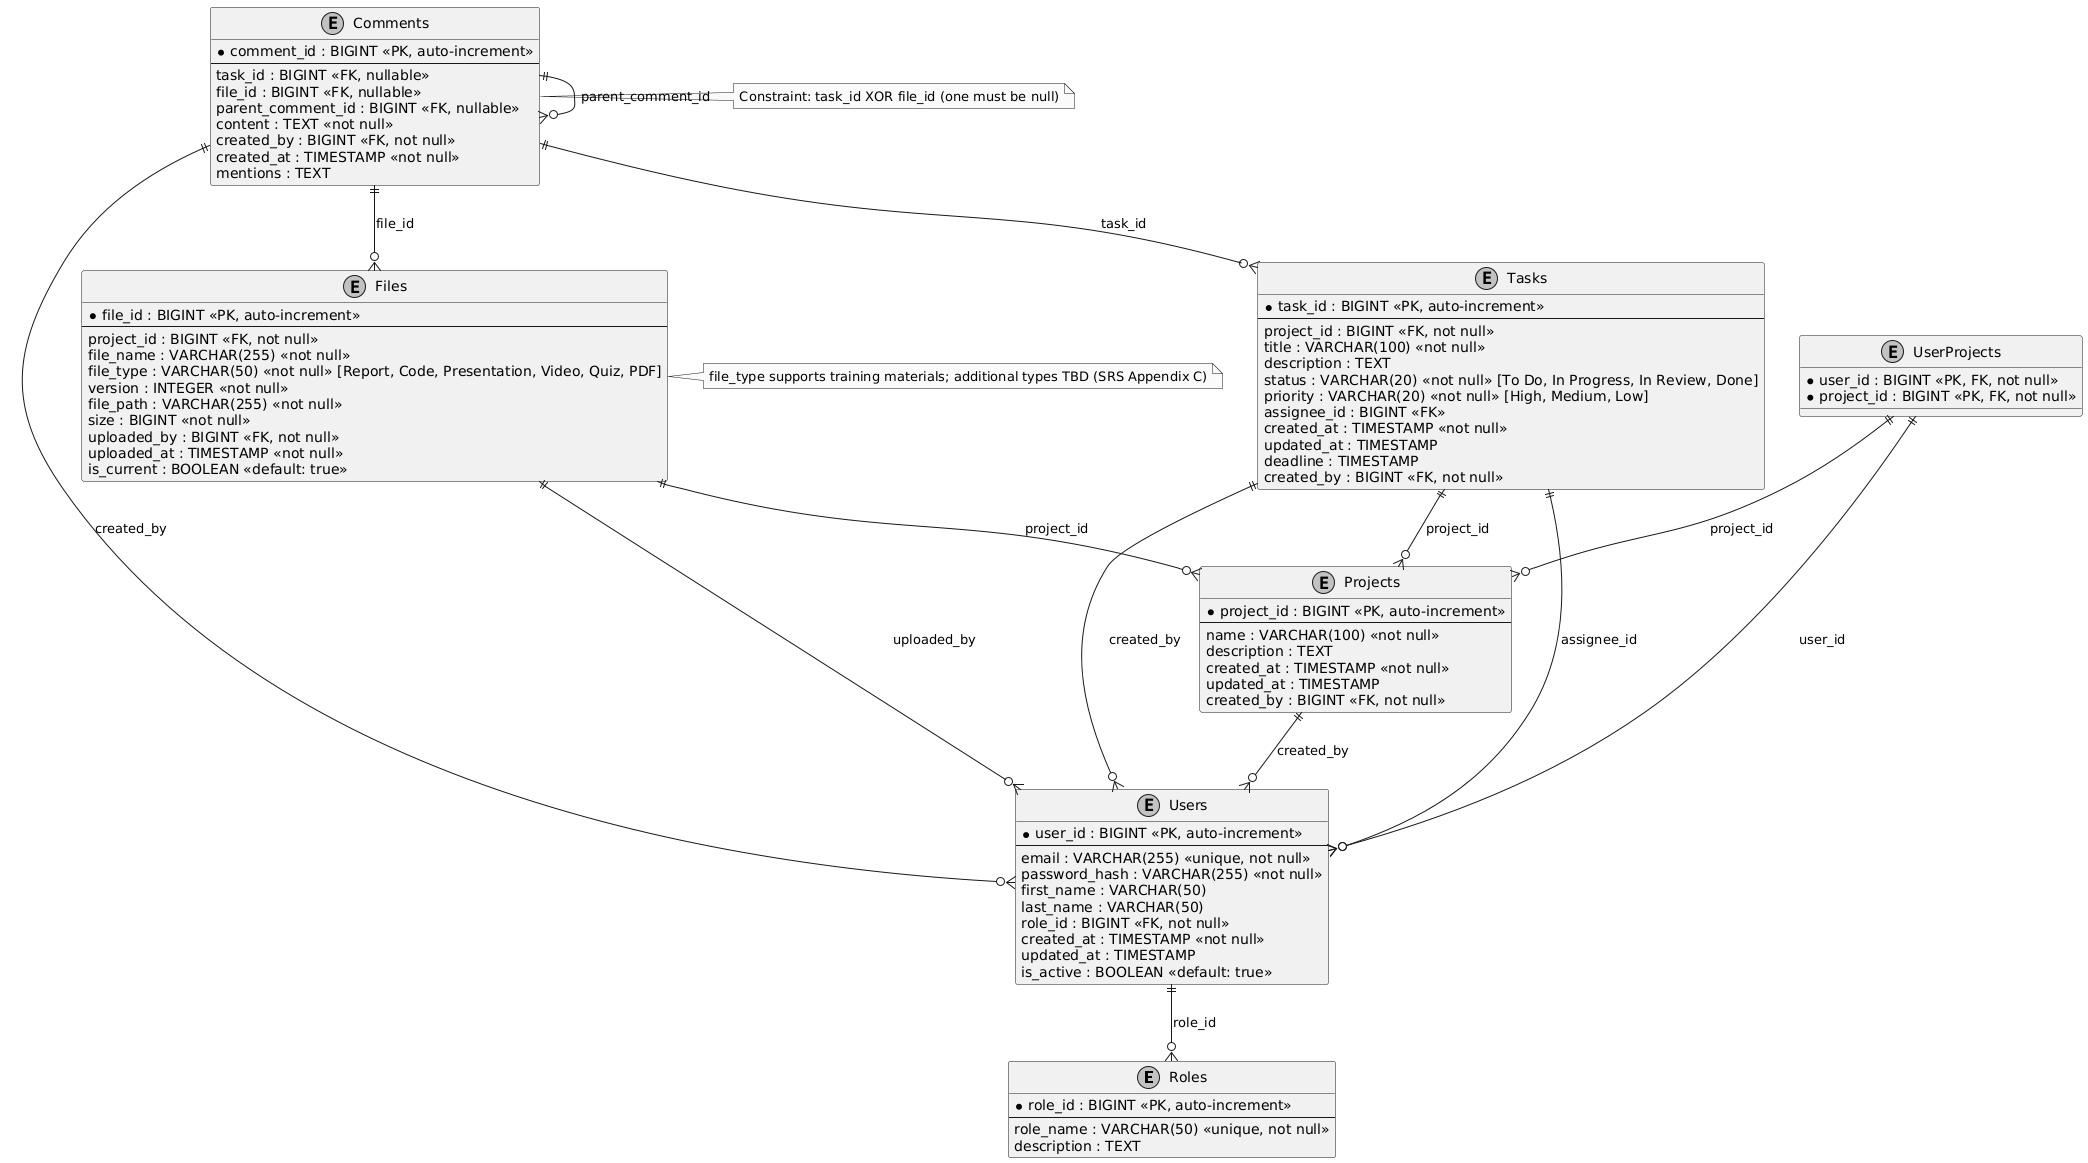 E Comments
* comment_id : BIGINT «PK, auto-increment»
task_id : BIGINT «FK, nullable»
file_id : BIGINT «FK, nullable»
parent_comment_id : BIGINT «FK, nullable»
content : TEXT «not null»
created_by : BIGINT «FK, not null»
created_at : TIMESTAMP «not null»
mentions : TEXT
parent_comment_id
Constraint: task_id XOR file_id (one must be null)
file_id
task_id
E Files
* file_id : BIGINT «PK, auto-increment»
project_id : BIGINT «FK, not null»
file_name : VARCHAR(255) «not null»
file_type : VARCHAR(50) «not null» [Report, Code, Presentation, Video, Quiz, PDF]
version : INTEGER «not null»
file_path : VARCHAR(255) «not null»
size : BIGINT «not null»
uploaded_by : BIGINT «FK, not null»
uploaded_at : TIMESTAMP «not null»
is_current : BOOLEAN «default: true»
file_type supports training materials; additional types TBD (SRS Appendix C)
E Tasks
* task_id : BIGINT «PK, auto-increment»
project_id : BIGINT «FK, not null»
title : VARCHAR(100) «not null»
description : TEXT
status : VARCHAR(20) «not null» [To Do, In Progress, In Review, Done]
priority : VARCHAR(20) «not null» [High, Medium, Low]
assignee_id : BIGINT «FK»
created_at : TIMESTAMP «not null»
updated_at : TIMESTAMP
deadline : TIMESTAMP
created_by : BIGINT «FK, not null»
E UserProjects
* user_id : BIGINT «PK, FK, not null»
* project_id : BIGINT «PK, FK, not null»
created_by
project_id
project_id
project_id
E Projects
* project_id : BIGINT «PK, auto-increment»
name : VARCHAR(100) «not null»
description : TEXT
created_at : TIMESTAMP «not null»
updated_at : TIMESTAMP
created_by : BIGINT «FK, not null»
uploaded_by
created_by
assignee_id
user_id
created_by
E Users
* user_id : BIGINT «PK, auto-increment»
email : VARCHAR(255) «unique, not null»
password_hash : VARCHAR(255) «not null»
first_name : VARCHAR(50)
last_name : VARCHAR(50)
role_id : BIGINT «FK, not null»
created_at : TIMESTAMP «not null»
updated_at : TIMESTAMP
is_active : BOOLEAN «default: true»
role_id
E Roles
* role_id : BIGINT «PK, auto-increment»
role_name : VARCHAR(50) «unique, not null»
description : TEXT